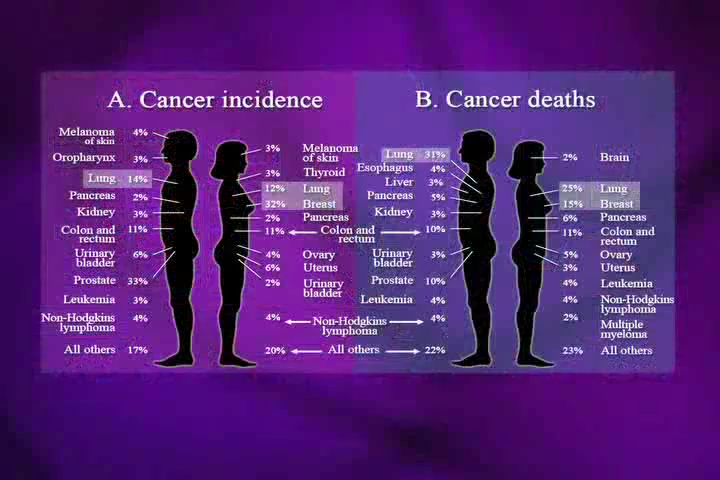 A. Cancer incidence
Melanoma of skin 4%
Oropharynx 3%
Lung 14%
Pancreas 2%
Kidney 3%
Colon and rectum 11%
Urinary bladder 6%
Prostate 33%
Leukemia 3%
Non-Hodgkins lymphoma 4%
All others 17%
3% Melanoma of skin
3% Thyroid
12% Lung
32% Breast
2% Pancreas
11% Colon and rectum
4% Ovary
6% Uterus
2% Urinary bladder
4% Non-Hodgkins lymphoma
20% All others
B. Cancer deaths
Lung 31%
Esophagus 4%
Liver 3%
Pancreas 5%
Kidney 3%
10%
Urinary bladder 3%
Prostate 10%
Leukemia 4%
4%
22%
2% Brain
25% Lung
15% Breast
6% Pancreas
11% Colon and rectum
5% Ovary
3% Uterus
4% Leukemia
4% Non-Hodgkins lymphoma
2% Multiple myeloma
23% All others